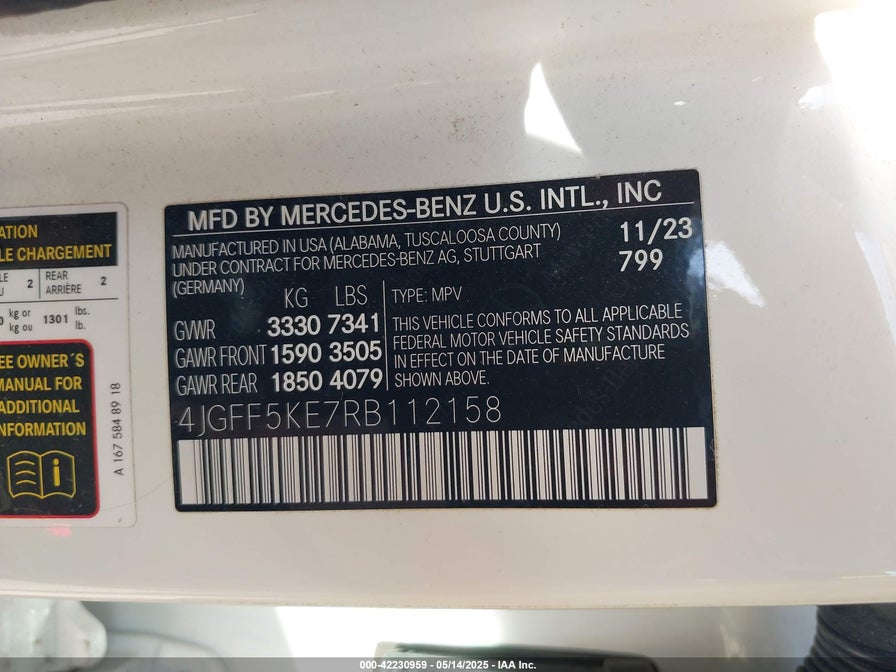 MFD BY MERCEDES-BENZ U.S. INTL., INC
MANUFACTURED IN USA (ALABAMA, TUSCALOOSA COUNTY)
UNDER CONTRACT FOR MERCEDES-BENZ AG, STUTTGART
(GERMANY)
11/23
799
KG LBS
GVWR 3330 7341
GAWR FRONT 1590 3505
GAWR REAR 1850 4079
TYPE: MPV
THIS VEHICLE CONFORMS TO ALL APPLICABLE
FEDERAL MOTOR VEHICLE SAFETY STANDARDS
IN EFFECT ON THE DATE OF MANUFACTURE
SHOWN ABOVE.
4JGFF5KE7RB112158
ATION
LE CHARGEMENT
LE
U 2
REAR
ARRIÈRE 2
0 kg or
kg ou
1301 lbs.
lb.
EE OWNER´S
MANUAL FOR
ADDITIONAL
INFORMATION
i
A 167 584 89 18
000-42230959 - 05/14/2025 - IAA Inc.